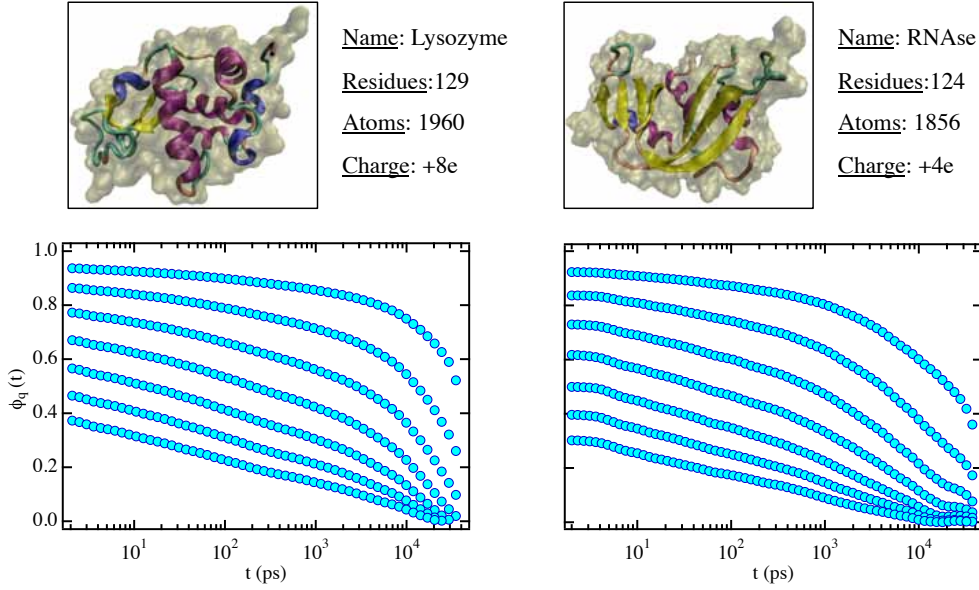 Name: Lysozyme
Residues:129
Atoms: 1960
Charge: +8e
Name: RNAse
Residues:124
Atoms: 1856
Charge: +4e
1.0
0.8
0.6
0.4
0.2
0.0
ϕq(t)
10¹ 10² 10³ 10⁴
t (ps)
10¹ 10² 10³ 10⁴
t (ps)